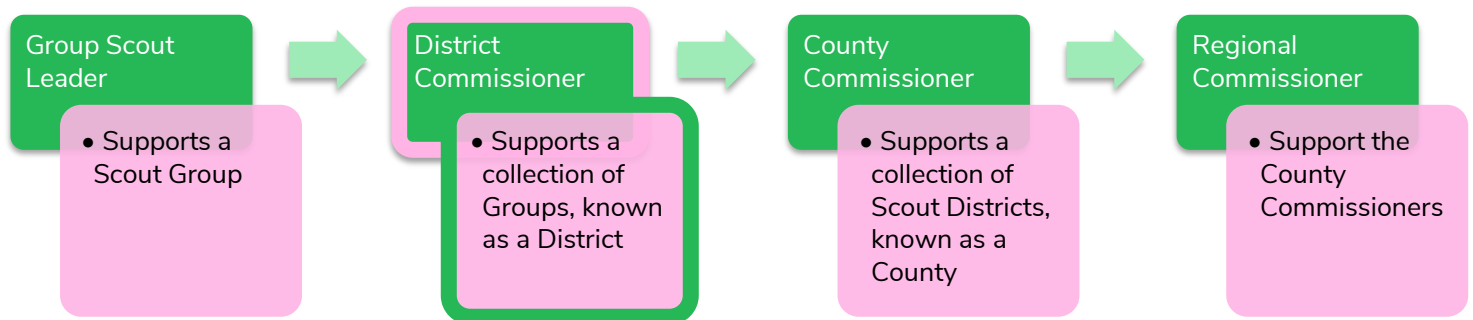 Group Scout
Leader
• Supports a
Scout Group
District
Commissioner
• Supports a
collection of
Groups, known
as a District
County
Commissioner
• Supports a
collection of
Scout Districts,
known as a
County
Regional
Commissioner
• Support the
County
Commissioners